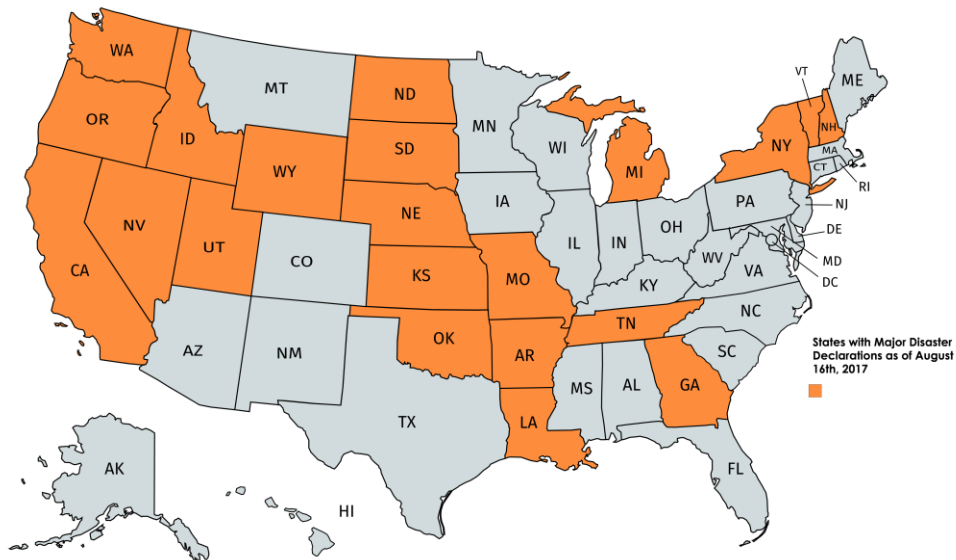 WA
MT
ND
MN
VT
ME
OR
ID
SD
WI
NY
NH
MA
WY
MI
CT
RI
IA
PA
NJ
NV
NE
OH
UT
IL
IN
DE
CA
CO
WV
MD
KS
MO
VA
DC
KY
NC
TN
OK
AZ
NM
AR
SC
States with Major Disaster
Declarations as of August
16th, 2017
MS
AL
GA
TX
LA
FL
AK
HI